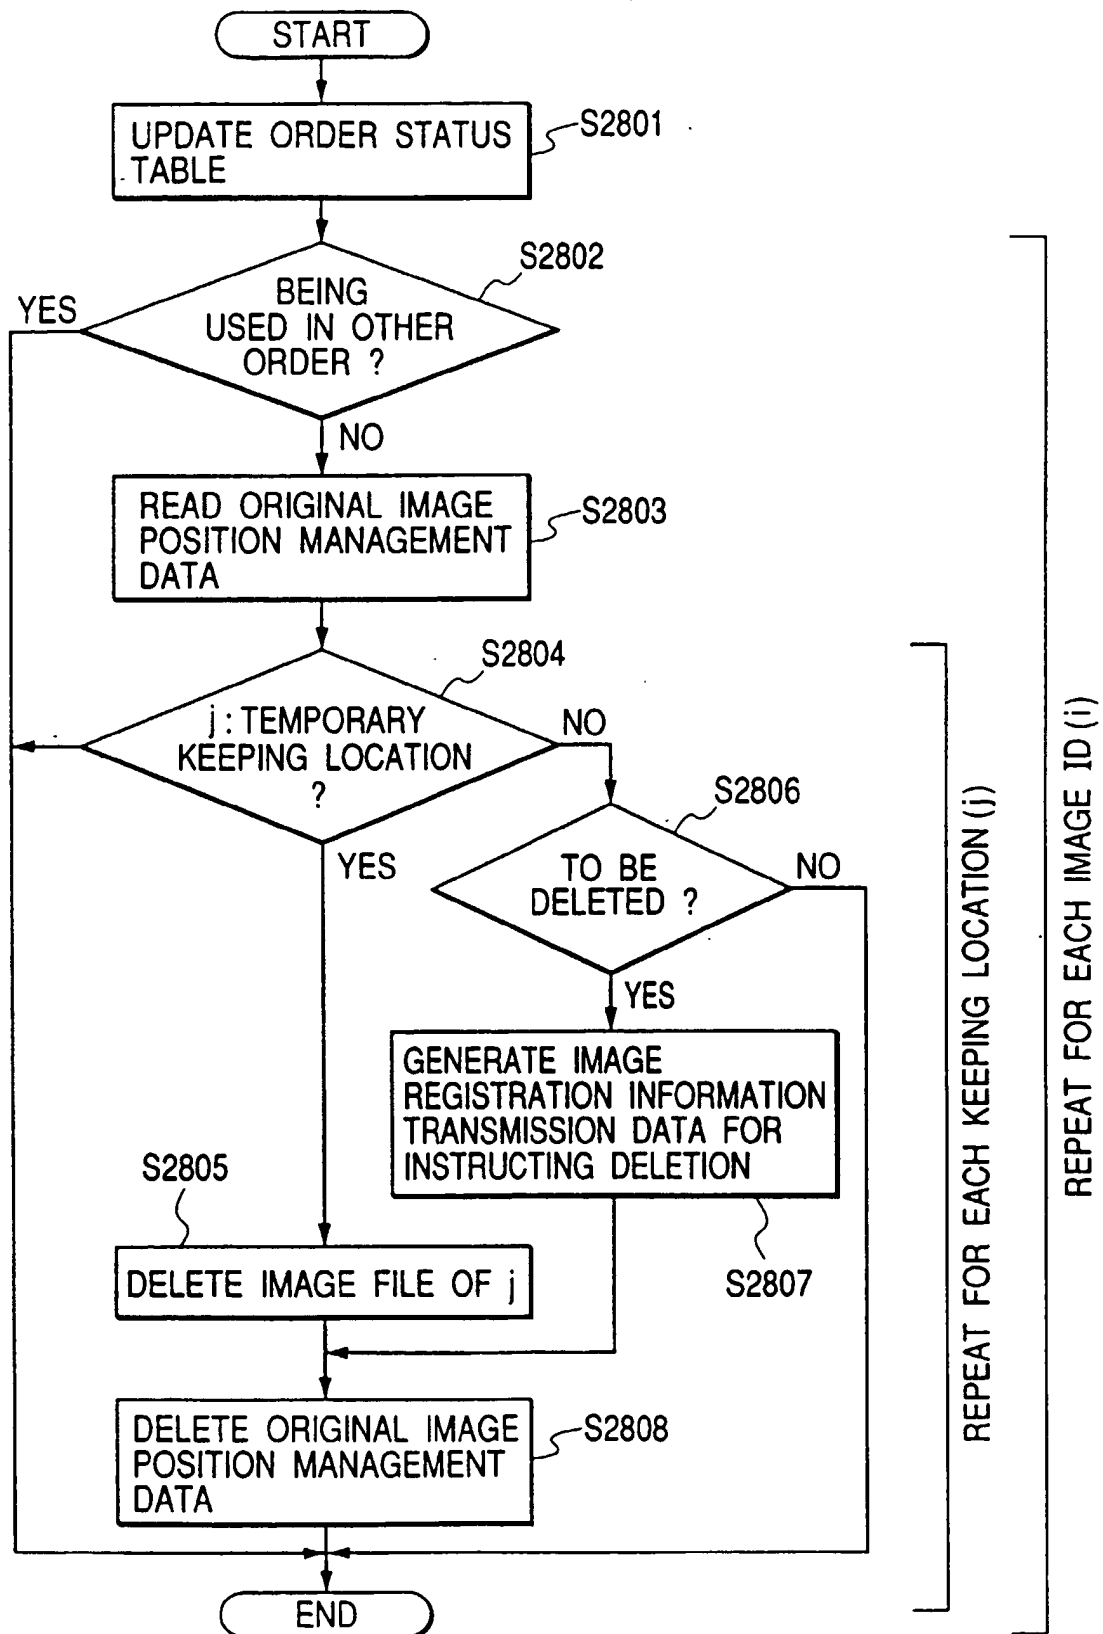 START
UPDATE ORDER STATUS
TABLE
S2801
S2802
BEING
USED IN OTHER
ORDER ?
YES
NO
READ ORIGINAL IMAGE
POSITION MANAGEMENT
DATA
S2803
S2804
j : TEMPORARY
KEEPING LOCATION
?
NO
YES
S2806
TO BE
DELETED ?
NO
YES
GENERATE IMAGE
REGISTRATION INFORMATION
TRANSMISSION DATA FOR
INSTRUCTING DELETION
S2807
S2805
DELETE IMAGE FILE OF j
DELETE ORIGINAL IMAGE
POSITION MANAGEMENT
DATA
S2808
END
REPEAT FOR EACH KEEPING LOCATION (j)
REPEAT FOR EACH IMAGE ID (i)